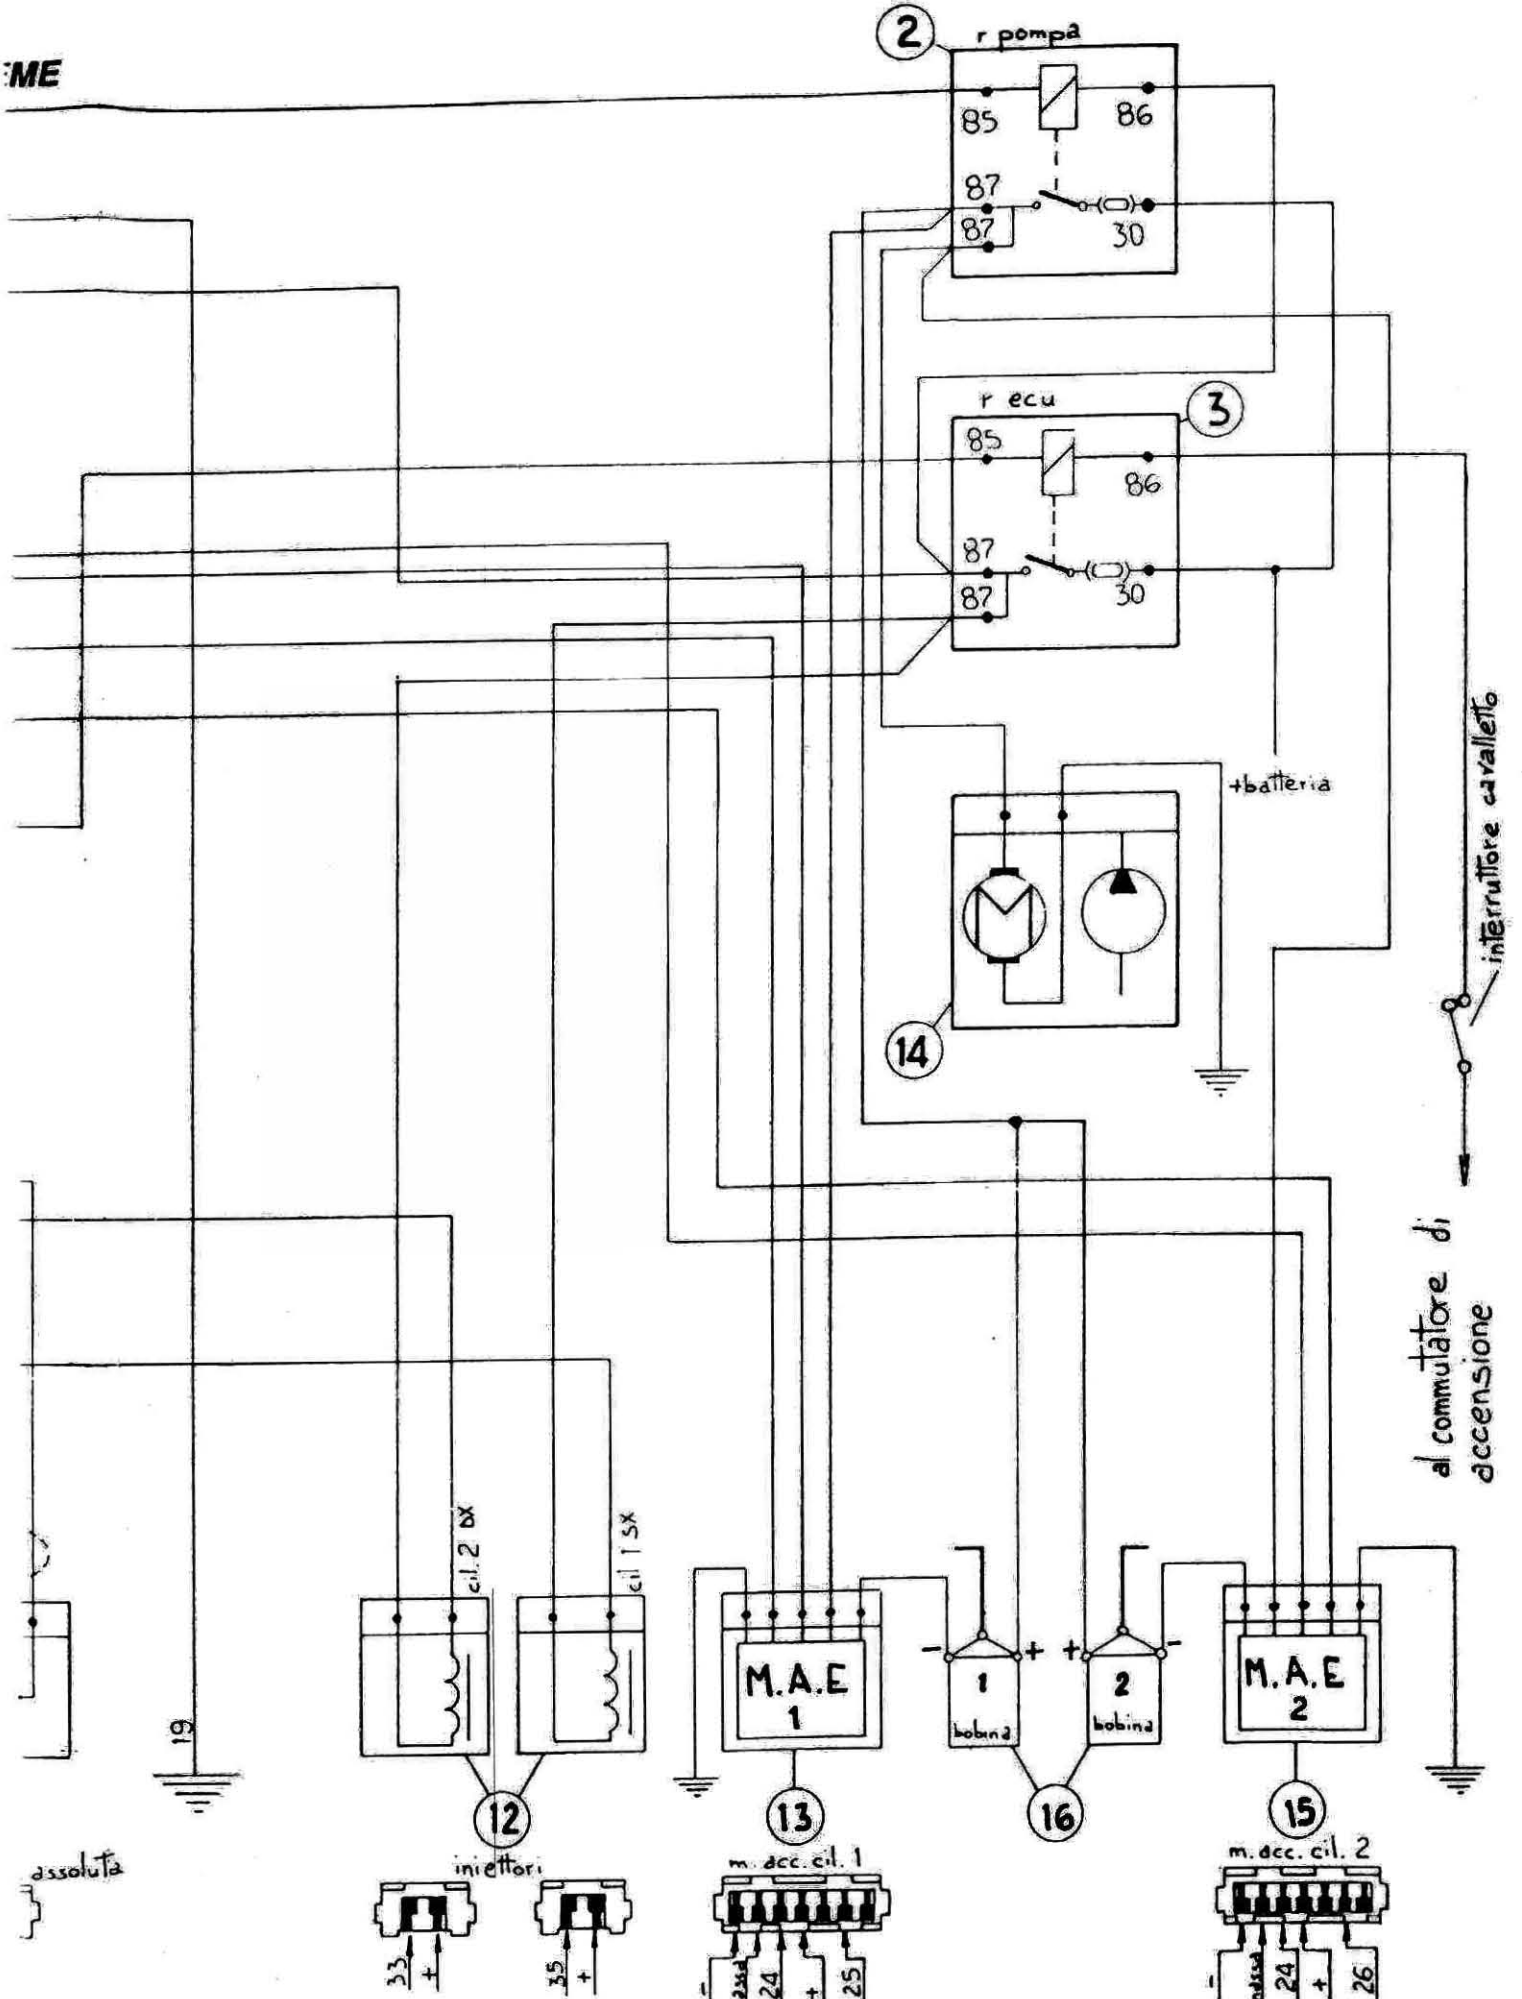 ME
2
r pompa
85
86
87
87
30
r ecu
3
85
86
87
87
30
+batteria
interruttore cavalletto
14
al commutatore di
accensione
cil. 2 DX
cil 1 SX
19
M.A.E
1
-
+
1
bobina
+
-
2
bobina
M.A.E
2
12
13
16
15
assoluta
iniettori
m. acc. cil. 1
m. acc. cil. 2
33
+
35
+
-
24
+
25
-
massa
24
+
26